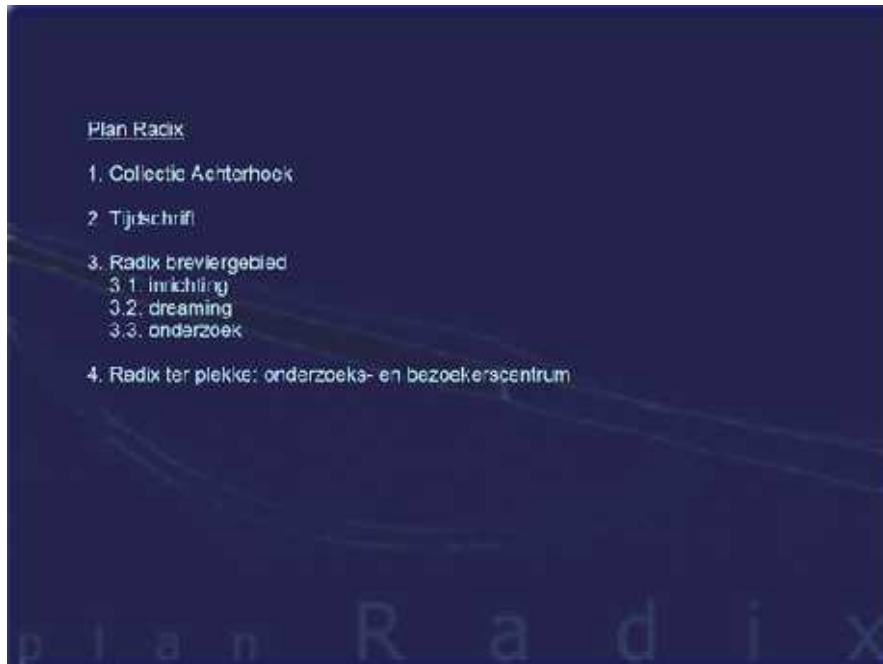 Plan Radix
1. Collectie Achterhoek
2 Tijdschrift
3. Radix breviergebied
3.1. inrichting
3.2. dreaming
3.3. onderzoek
4. Radix ter plekke: onderzoeks- en bezoekerscentrum
plan Radix